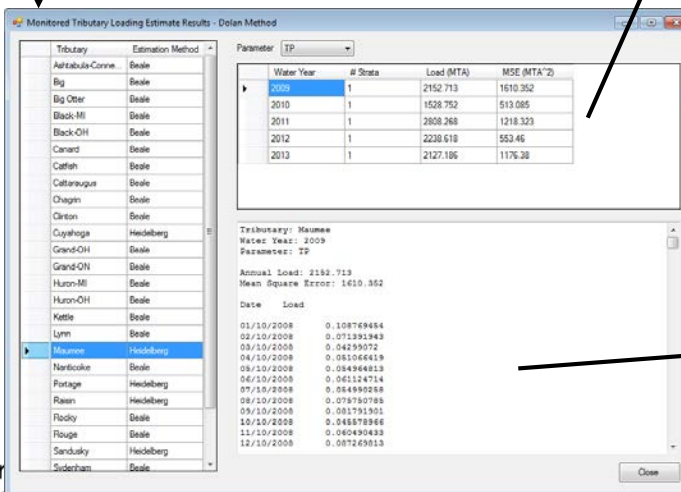 Monitored Tributary Loading Estimate Results - Dolan Method
Tributary Estimation Method
Ashtabula-Conne... Beale
Big Beale
Big Otter Beale
Black-MI Beale
Black-OH Beale
Canard Beale
Catfish Beale
Cattaraugus Beale
Chagrin Beale
Clinton Beale
Cuyahoga Heidelberg
Grand-OH Beale
Grand-ON Beale
Huron-MI Beale
Huron-OH Beale
Kettle Beale
Lynn Beale
Maumee Heidelberg
Nanticoke Beale
Portage Heidelberg
Raisin Heidelberg
Rocky Beale
Rouge Beale
Sandusky Heidelberg
Sydenham Beale
Parameter TP
Water Year # Strata Load (MTA) MSE (MTA^2)
2009 1 2152.713 1610.352
2010 1 1528.752 513.085
2011 1 2808.268 1218.323
2012 1 2238.618 553.46
2013 1 2127.186 1176.38
Tributary: Maumee
Water Year: 2009
Parameter: TP
Annual Load: 2152.713
Mean Square Error: 1610.352
Date Load
01/10/2008 0.108769454
02/10/2008 0.071391943
03/10/2008 0.04299072
04/10/2008 0.051066419
05/10/2008 0.054964813
06/10/2008 0.061124714
07/10/2008 0.054990258
08/10/2008 0.075750785
09/10/2008 0.081791901
10/10/2008 0.045578966
11/10/2008 0.060490433
12/10/2008 0.087269813
Close